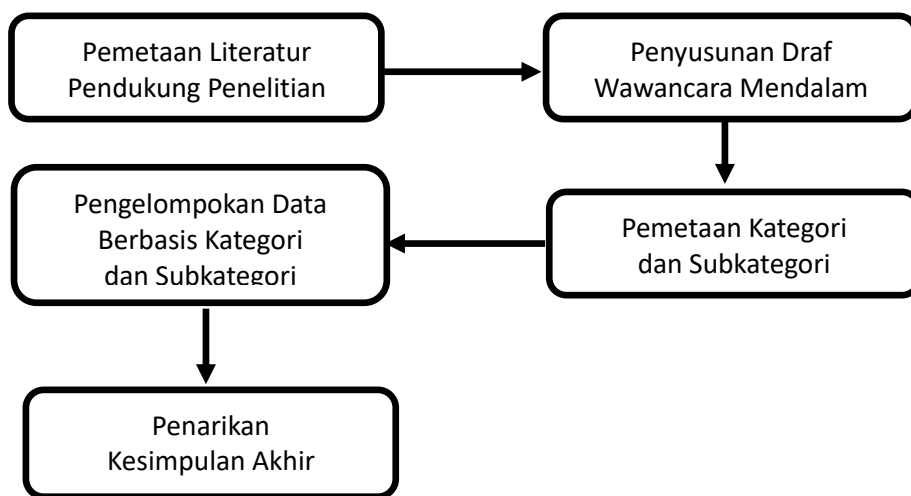 Pemetaan Literatur
Pendukung Penelitian
Penyusunan Draf
Wawancara Mendalam
Pemetaan Kategori
dan Subkategori
Pengelompokan Data
Berbasis Kategori
dan Subkategori
Penarikan
Kesimpulan Akhir